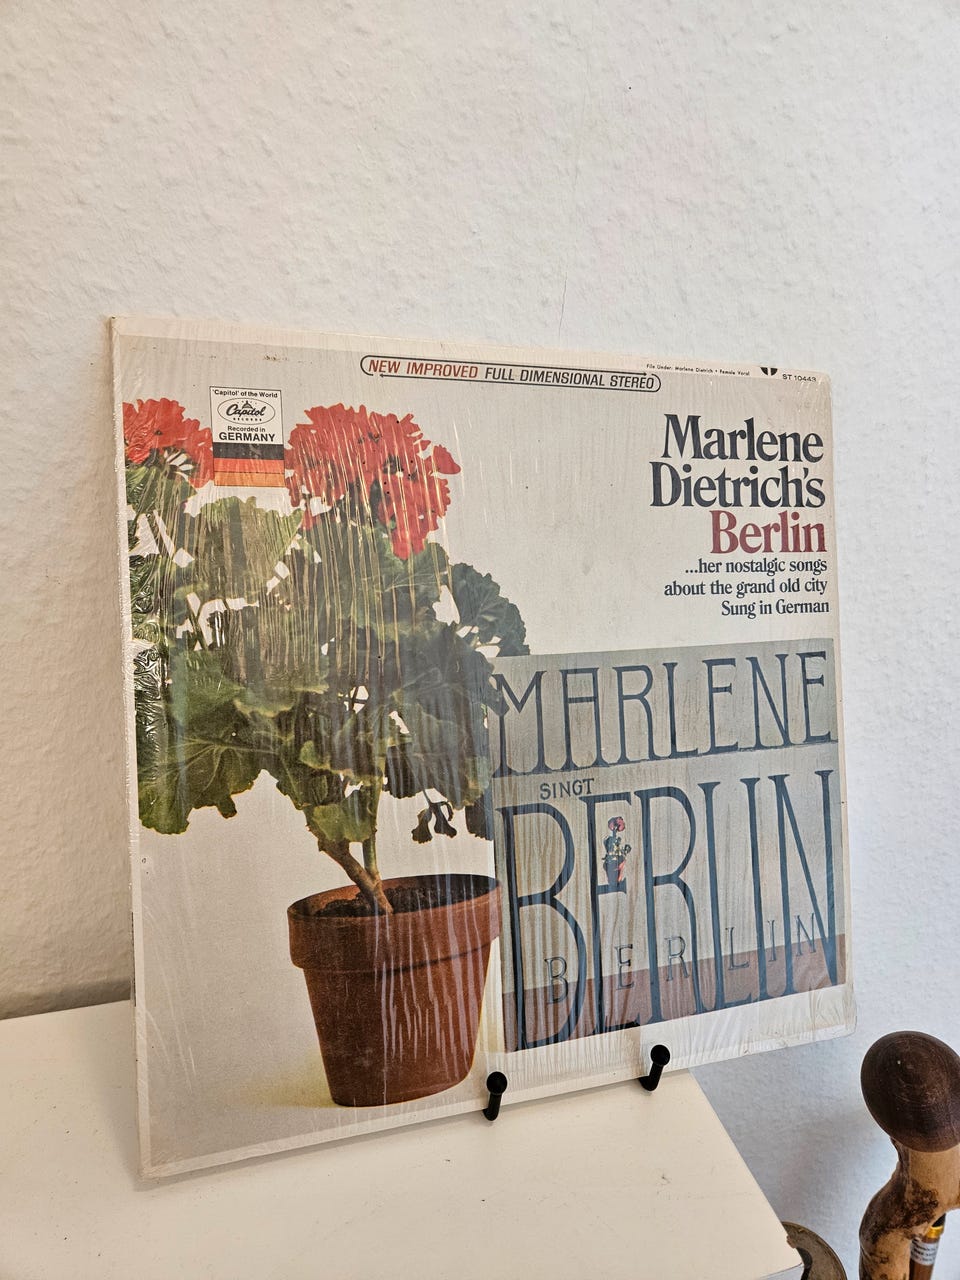 NEW IMPROVED FULL DIMENSIONAL STEREO
File Under: Marlene Dietrich • Female Vocal
ST 10443
'Capitol' of the World
Capitol
RECORDS
Recorded in
GERMANY
Marlene
Dietrich's
Berlin
...her nostalgic songs
about the grand old city
Sung in German
MARLENE
SINGT
BERLIN
BERLIN